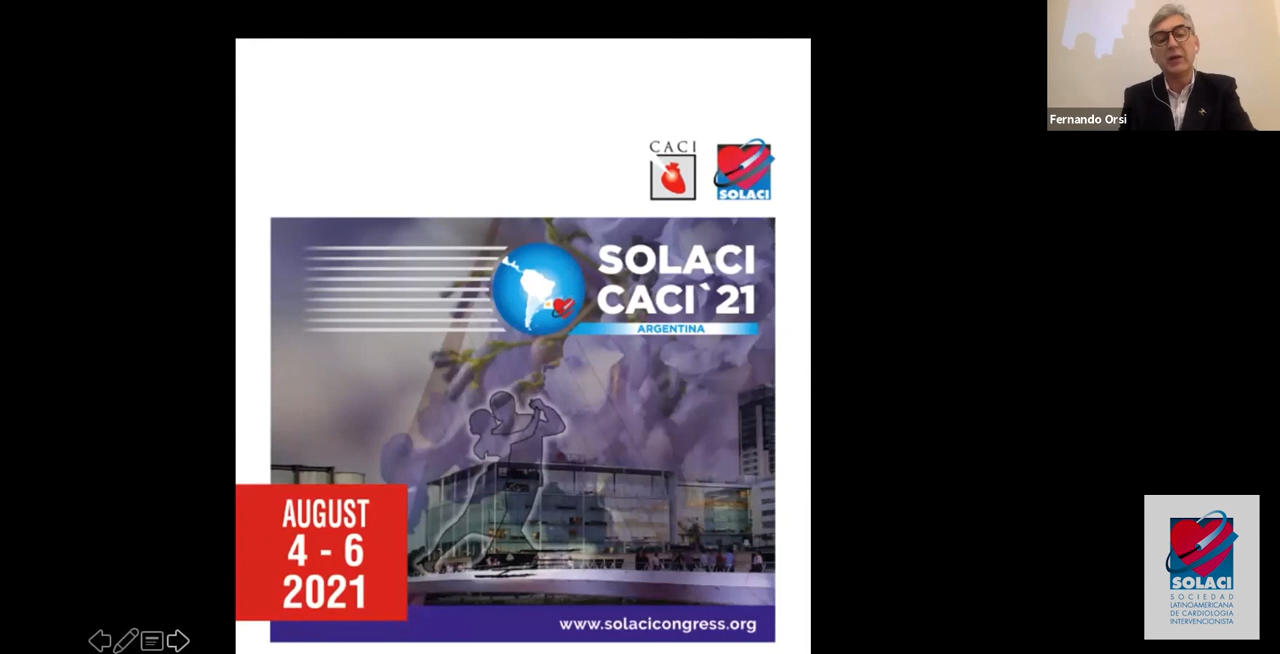 Fernando Orsi
CACI
SOLACI
SOLACI
CACI`21
ARGENTINA
AUGUST
4 - 6
2021
www.solacicongress.org
SOLACI
SOCIEDAD
LATINOAMERICANA
DE CARDIOLOGIA
INTERVENCIONISTA